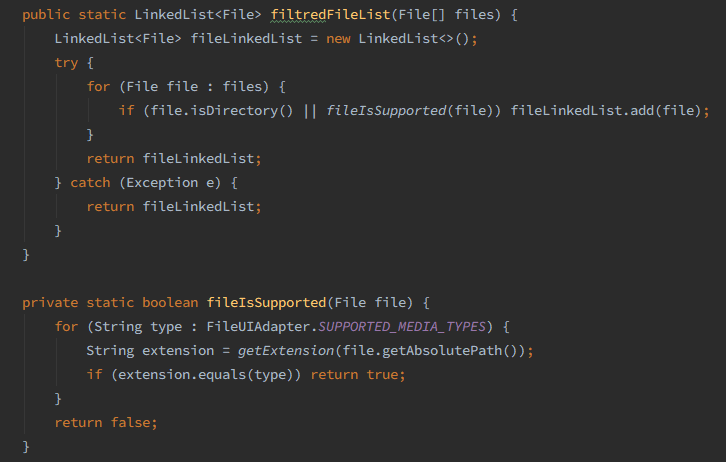 public static LinkedList<File> filtredFileList(File[] files) {
    LinkedList<File> fileLinkedList = new LinkedList<>();
    try {
        for (File file : files) {
            if (file.isDirectory() || fileIsSupported(file)) fileLinkedList.add(file);
        }
        return fileLinkedList;
    } catch (Exception e) {
        return fileLinkedList;
    }
}

private static boolean fileIsSupported(File file) {
    for (String type : FileUIAdapter.SUPPORTED_MEDIA_TYPES) {
        String extension = getExtension(file.getAbsolutePath());
        if (extension.equals(type)) return true;
    }
    return false;
}